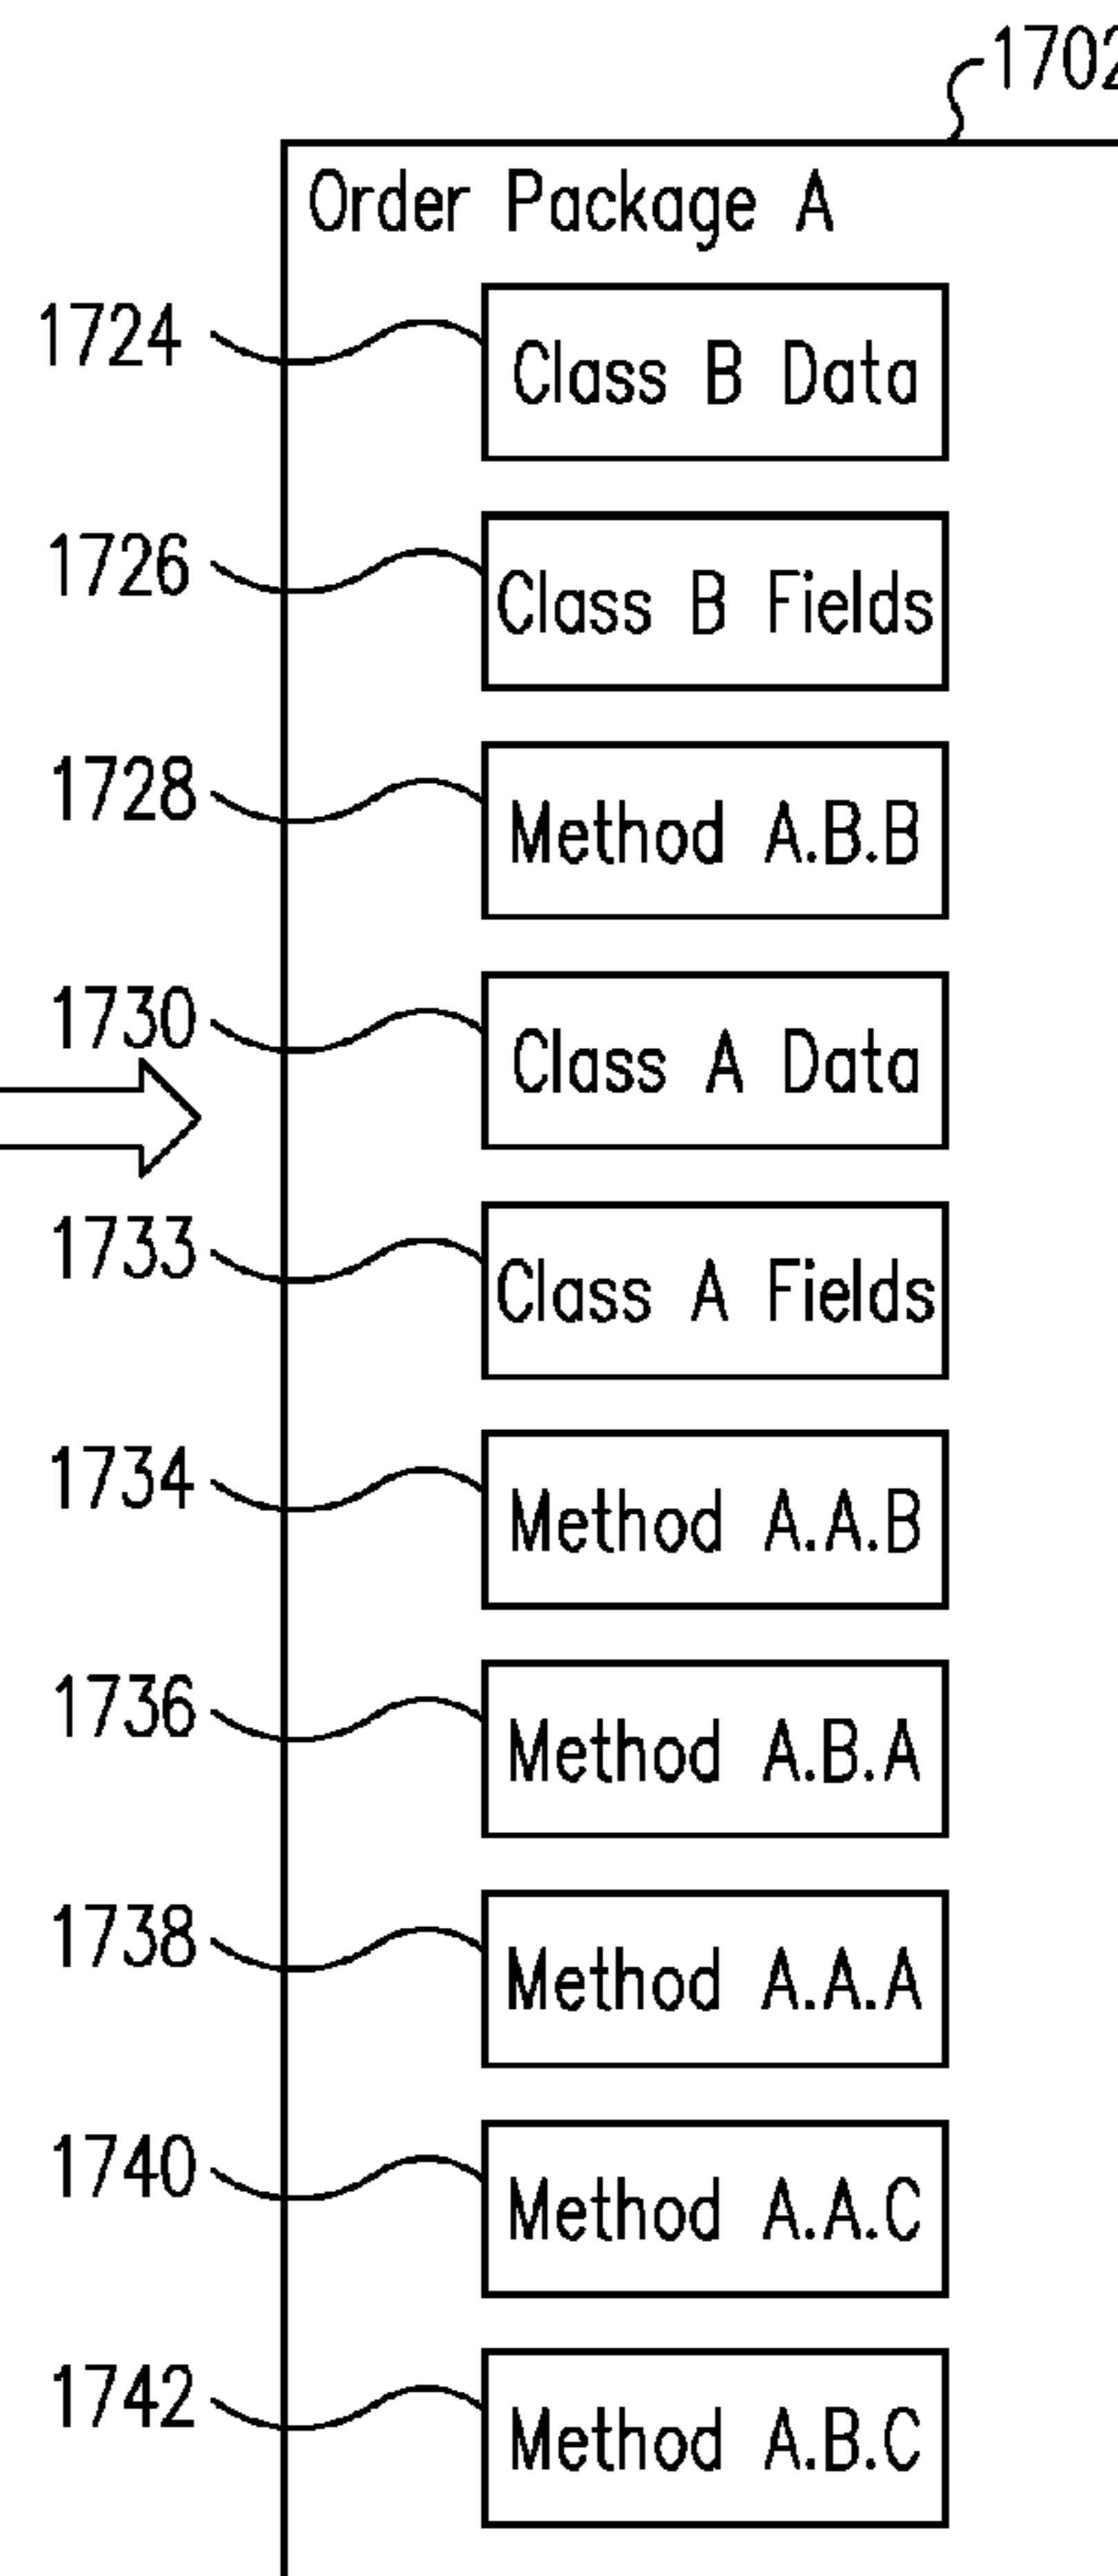 1702
Order Package A
1724 Class B Data
1726 Class B Fields
1728 Method A.B.B
1730 Class A Data
1733 Class A Fields
1734 Method A.A.B
1736 Method A.B.A
1738 Method A.A.A
1740 Method A.A.C
1742 Method A.B.C